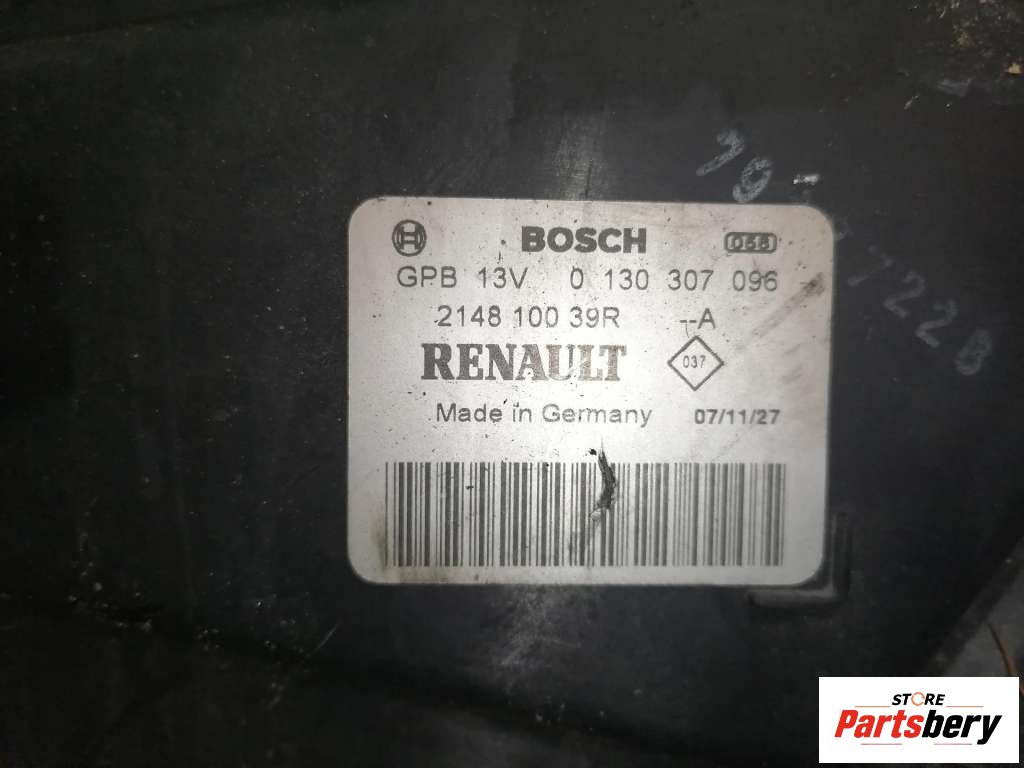 BOSCH 068
GPB 13V 0 130 307 096
2148 100 39R --A
RENAULT 037
Made in Germany 07/11/27
STORE
Partsbery